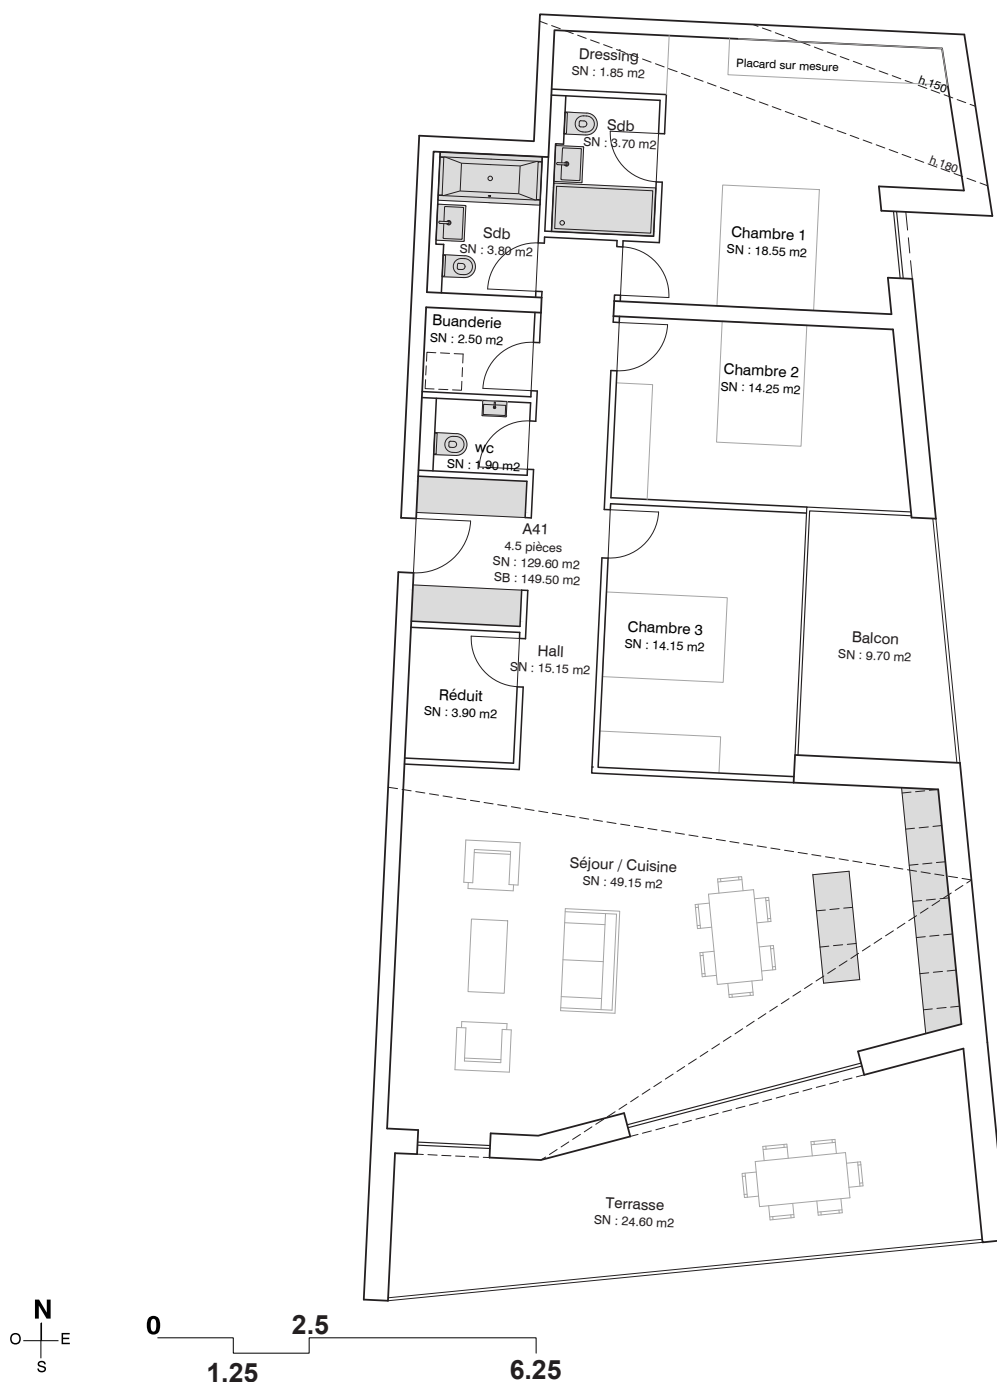 Dressing
SN : 1.85 m2
Placard sur mesure
h.150
Sdb
SN : 3.70 m2
h.180
Sdb
SN : 3.80 m2
Chambre 1
SN : 18.55 m2
Buanderie
SN : 2.50 m2
Chambre 2
SN : 14.25 m2
wc
SN : 1.90 m2
A41
4.5 pièces
SN : 129.60 m2
SB : 149.50 m2
Hall
SN : 15.15 m2
Chambre 3
SN : 14.15 m2
Balcon
SN : 9.70 m2
Réduit
SN : 3.90 m2
Séjour / Cuisine
SN : 49.15 m2
Terrasse
SN : 24.60 m2
N
O E
S
0 2.5
1.25 6.25